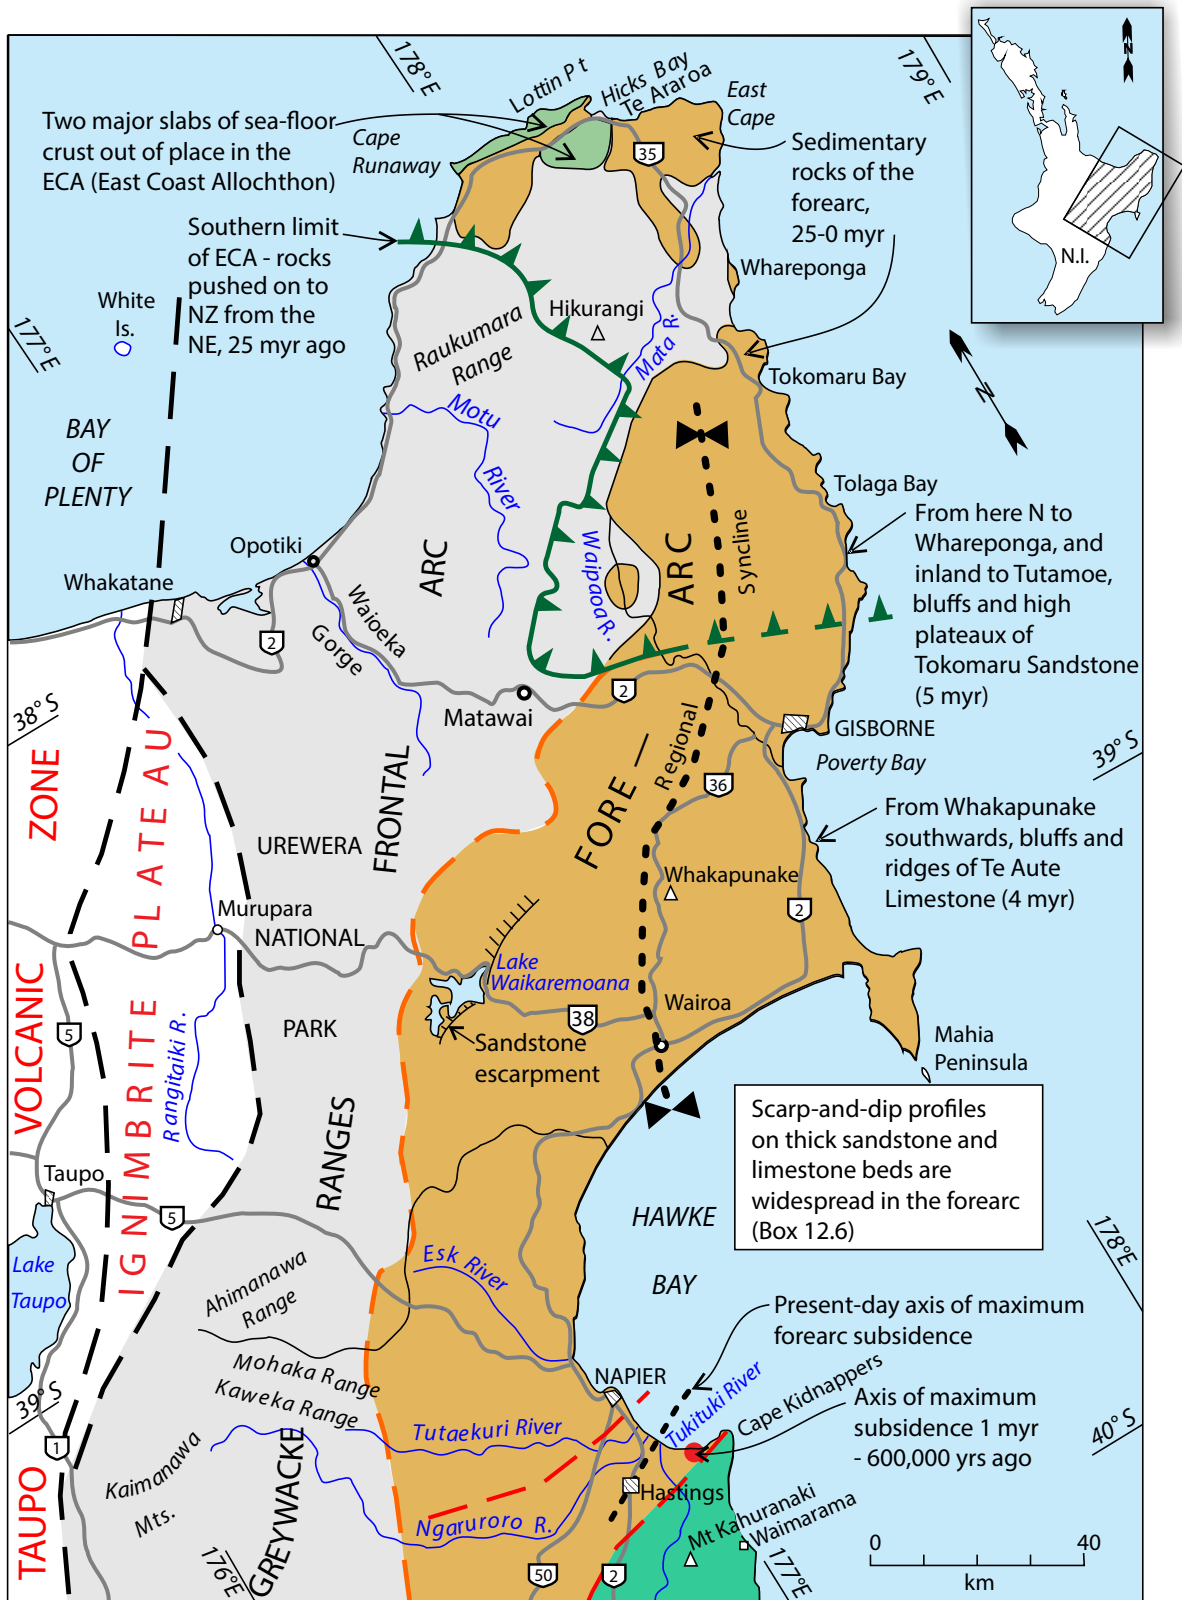 178°E
179°E
177°E
Lottin Pt
Hicks Bay
Te Araroa
East
Cape
Cape
Runaway
Two major slabs of sea-floor
crust out of place in the
ECA (East Coast Allochthon)
35
Sedimentary
rocks of the
forearc,
25-0 myr
N
N.I.
Southern limit
of ECA - rocks
pushed on to
NZ from the
NE, 25 myr ago
White
Is.
Whareponga
Hikurangi
Raukumara
Range
Mata R.
N
Tokomaru Bay
Motu
River
BAY
OF
PLENTY
Tolaga Bay
From here N to
Whareponga, and
inland to Tutamoe,
bluffs and high
plateaux of
Tokomaru Sandstone
(5 myr)
Opotiki
Whakatane
ARC
Waipaoa R.
ARC
Syncline
Waioeka
Gorge
2
2
Matawai
38°S
GISBORNE
Poverty Bay
39°S
Regional
36
FORE —
From Whakapunake
southwards, bluffs and
ridges of Te Aute
Limestone (4 myr)
ZONE
PLATEAU
FRONTAL
UREWERA
Whakapunake
2
Murupara
NATIONAL
Lake
Waikaremoana
38
Wairoa
VOLCANIC
5
IGNIMBRITE
Rangitaiki R.
PARK
Sandstone
escarpment
Mahia
Peninsula
Scarp-and-dip profiles
on thick sandstone and
limestone beds are
widespread in the forearc
(Box 12.6)
RANGES
Taupo
5
HAWKE
BAY
178°E
Lake
Taupo
Esk River
Ahimanawa
Range
Present-day axis of maximum
forearc subsidence
Mohaka Range
Kaweka Range
NAPIER
Tukituki River
Cape Kidnappers
Axis of maximum
subsidence 1 myr
- 600,000 yrs ago
39°S
40°S
1
Tutaekuri River
Kaimanawa
Mts.
GREYWACKE
Hastings
Ngaruroro R.
Mt Kahuranaki
Waimarama
TAUPO
176°E
50
2
177°E
0
40
km